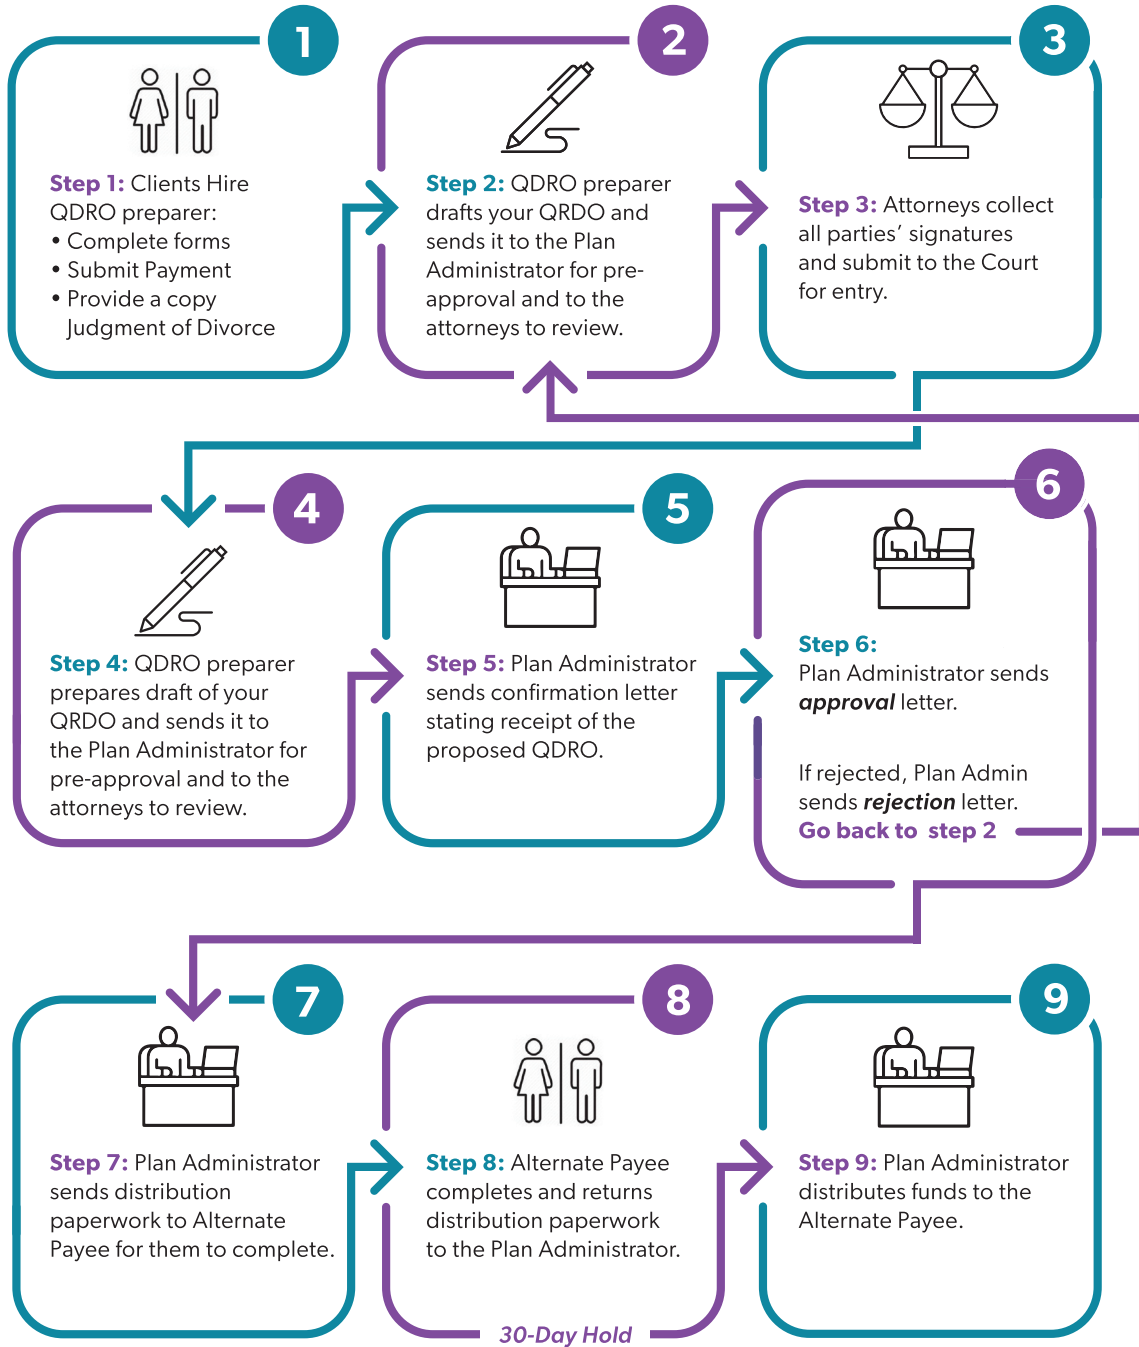 1
Step 1: Clients Hire
QDRO preparer:
• Complete forms
• Submit Payment
• Provide a copy
Judgment of Divorce
2
Step 2: QDRO preparer
drafts your QRDO and
sends it to the Plan
Administrator for pre-
approval and to the
attorneys to review.
3
Step 3: Attorneys collect
all parties’ signatures
and submit to the Court
for entry.
4
Step 4: QDRO preparer
prepares draft of your
QRDO and sends it to
the Plan Administrator for
pre-approval and to the
attorneys to review.
5
Step 5: Plan Administrator
sends confirmation letter
stating receipt of the
proposed QDRO.
6
Step 6:
Plan Administrator sends
approval letter.
If rejected, Plan Admin
sends rejection letter.
Go back to step 2
7
Step 7: Plan Administrator
sends distribution
paperwork to Alternate
Payee for them to complete.
8
Step 8: Alternate Payee
completes and returns
distribution paperwork
to the Plan Administrator.
30-Day Hold
9
Step 9: Plan Administrator
distributes funds to the
Alternate Payee.